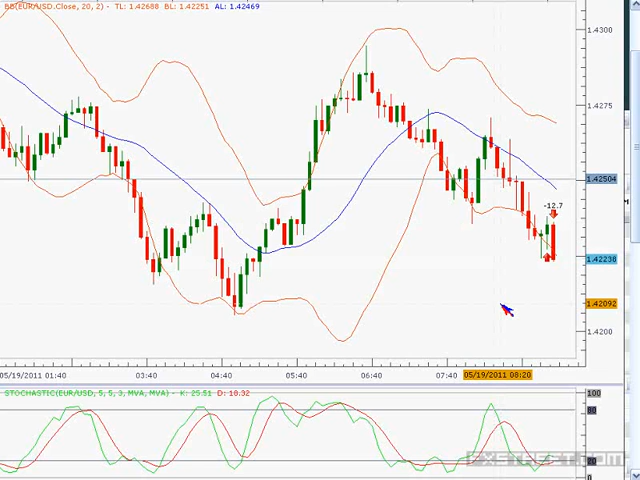 BB(EUR/USD.Close, 20, 2) - TL: 1.42688 BL: 1.42251 AL: 1.42469
1.4300
1.4275
1.42504
-12.7
1.42238
1.42092
1.4200
05/19/2011 01:40 03:40 04:40 05:40 06:40 07:40 05/19/2011 08:20
STOCHASTIC(EUR/USD, 5, 5, 3, MVA, MVA) - K: 25.51 D: 18.32
100
80
20
FXSTREET.COM
0